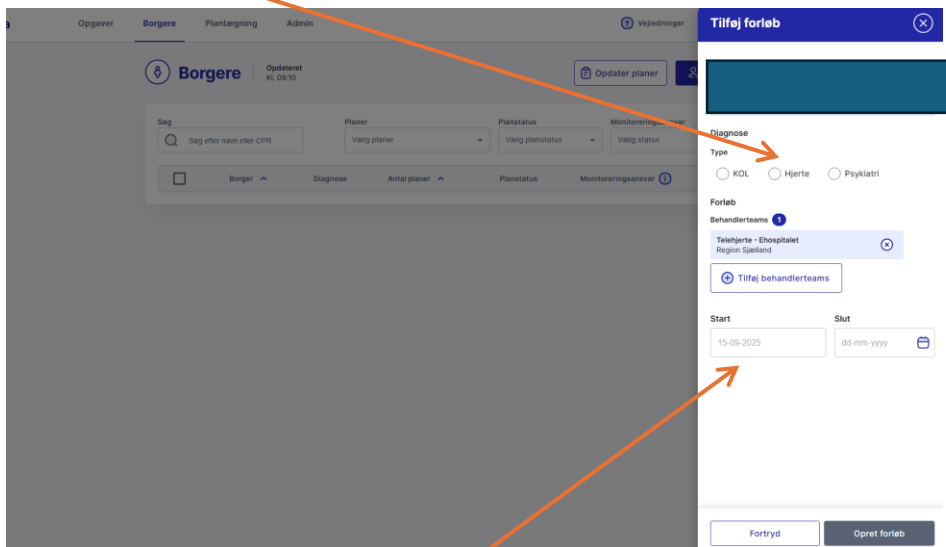 a Opgaver Borgere Planlægning Admin Vejledninger
Tilføj forløb
Borgere Opdateret
Kl. 09:10
Opdater planer
Søg Planer Planstatus Monitoreringsansvar
Søg efter navn eller CPR Vælg planer Vælg planstatus Vælg status
Borger Diagnose Antal planer Planstatus Monitoreringsansvar
Diagnose
Type
KOL Hjerte Psykiatri
Forløb
Behandlerteams 1
Telehjerte - Ehospitalet
Region Sjælland
Tilføj behandlerteams
Start Slut
15-09-2025 dd-mm-yyyy
Fortryd Opret forløb